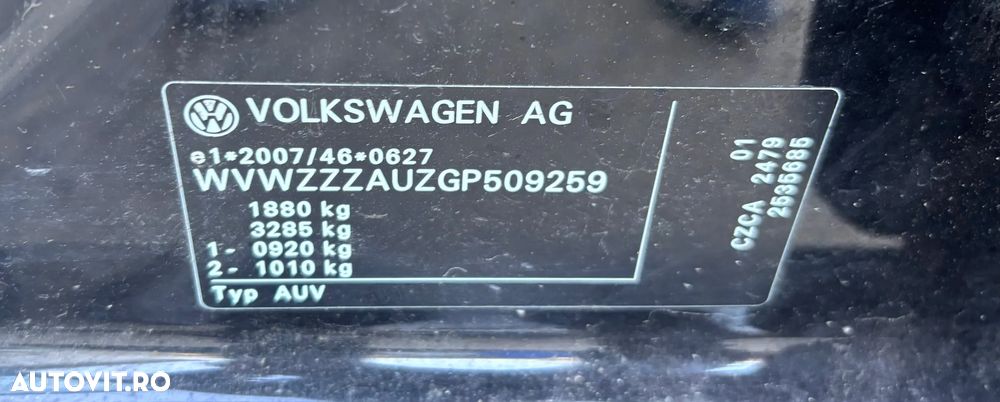 VOLKSWAGEN AG
e1*2007/46*0627
WVWZZZAUZGP509259
1880 kg
3285 kg
1- 0920 kg
2- 1010 kg
Typ AUV
01
CZCA 2479
2535685
AUTOVIT.RO